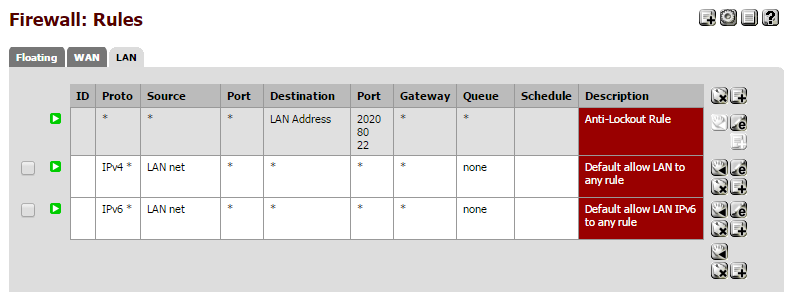 Firewall: Rules
Floating WAN LAN
ID Proto Source Port Destination Port Gateway Queue Schedule Description
* * * LAN Address 2020 * * Anti-Lockout Rule
80
22
IPv4 * LAN net * * * * none Default allow LAN to
any rule
IPv6 * LAN net * * * * none Default allow LAN IPv6
to any rule